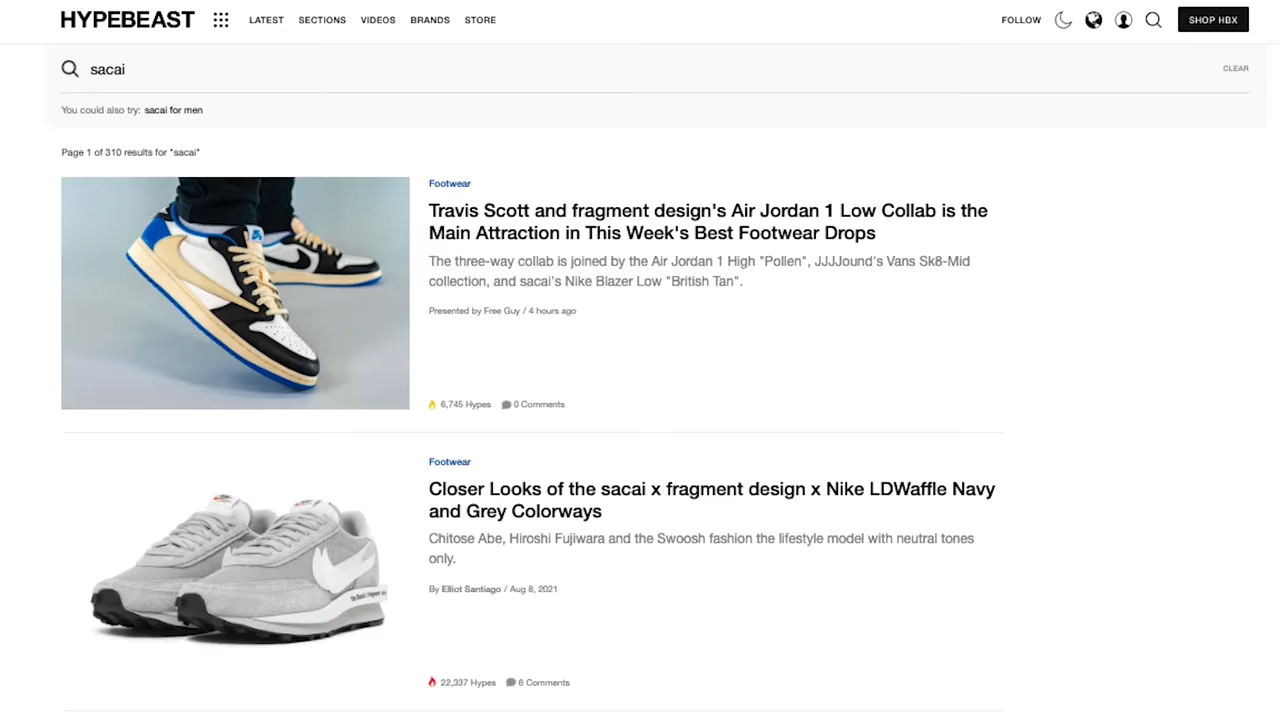 HYPEBEAST LATEST SECTIONS VIDEOS BRANDS STORE FOLLOW SHOP HBX
sacai CLEAR
You could also try: sacai for men
Page 1 of 310 results for "sacai"
Footwear
Travis Scott and fragment design's Air Jordan 1 Low Collab is the
Main Attraction in This Week's Best Footwear Drops
The three-way collab is joined by the Air Jordan 1 High "Pollen", JJJJound's Vans Sk8-Mid
collection, and sacai's Nike Blazer Low "British Tan".
Presented by Free Guy / 4 hours ago
6,745 Hypes 0 Comments
Footwear
Closer Looks of the sacai x fragment design x Nike LDWaffle Navy
and Grey Colorways
Chitose Abe, Hiroshi Fujiwara and the Swoosh fashion the lifestyle model with neutral tones
only.
By Elliot Santiago / Aug 8, 2021
22,337 Hypes 6 Comments